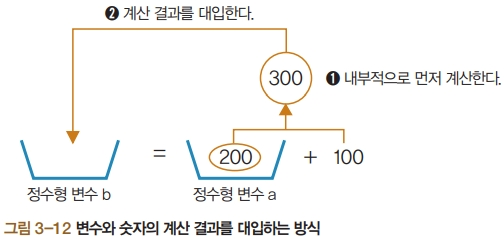 ❷ 계산 결과를 대입한다.
300
❶ 내부적으로 먼저 계산한다.
= 200 + 100
정수형 변수 b
정수형 변수 a
그림 3-12 변수와 숫자의 계산 결과를 대입하는 방식